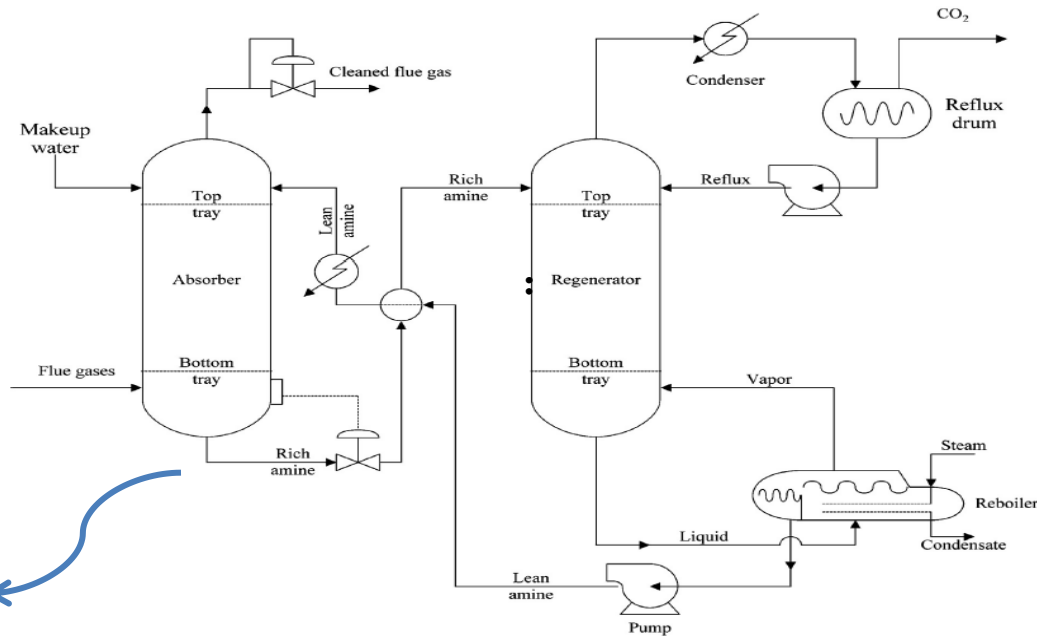 CO2
Cleaned flue gas
Condenser
Reflux
drum
Makeup
water
Rich
amine
Reflux
Top
tray
Lean
amine
Top
tray
Absorber
Regenerator
Flue gases
Bottom
tray
Bottom
tray
Vapor
Rich
amine
Steam
Reboiler
Liquid
Condensate
Lean
amine
Pump